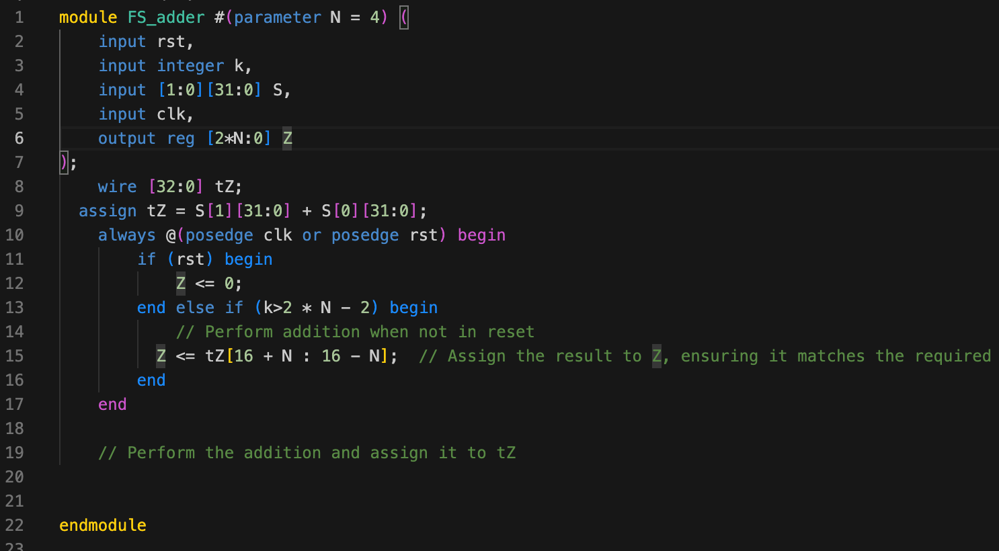 1 module FS_adder #(parameter N = 4) (
2 input rst,
3 input integer k,
4 input [1:0][31:0] S,
5 input clk,
6 output reg [2*N:0] Z
7 );
8 wire [32:0] tZ;
9 assign tZ = S[1][31:0] + S[0][31:0];
10 always @(posedge clk or posedge rst) begin
11 if (rst) begin
12 Z <= 0;
13 end else if (k>2 * N - 2) begin
14 // Perform addition when not in reset
15 Z <= tZ[16 + N : 16 - N]; // Assign the result to Z, ensuring it matches the required
16 end
17 end
18
19 // Perform the addition and assign it to tZ
20
21
22 endmodule
23